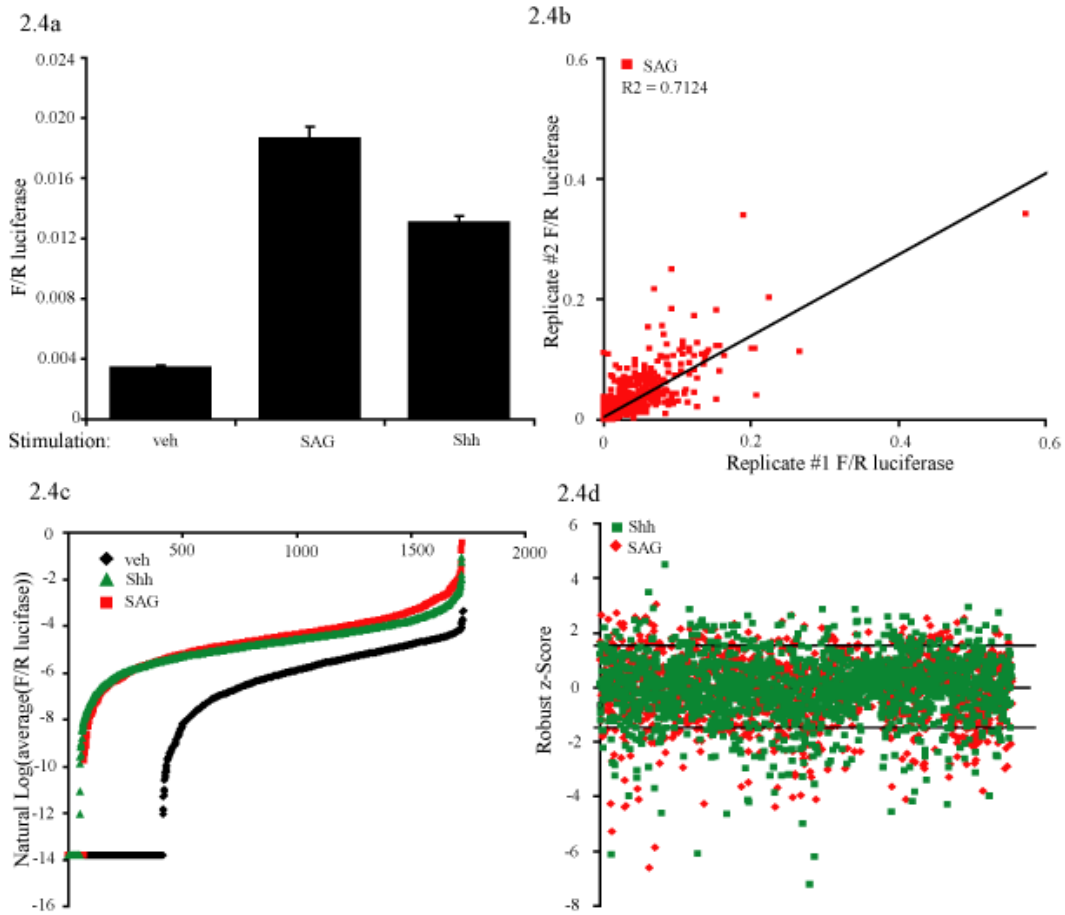 2.4a
0.024
0.020
0.016
0.012
0.008
0.004
0
F/R luciferase
Stimulation: veh SAG Shh
2.4b
SAG
R2 = 0.7124
0.6
0.4
0.2
0
Replicate #2 F/R luciferase
0 0.2 0.4 0.6
Replicate #1 F/R luciferase
2.4c
0
-2
-4
-6
-8
-10
-12
-14
-16
500 1000 1500 2000
veh
Shh
SAG
Natural Log(average(F/R lucifase))
2.4d
Shh
SAG
6
4
2
0
-2
-4
-6
-8
Robust z-Score